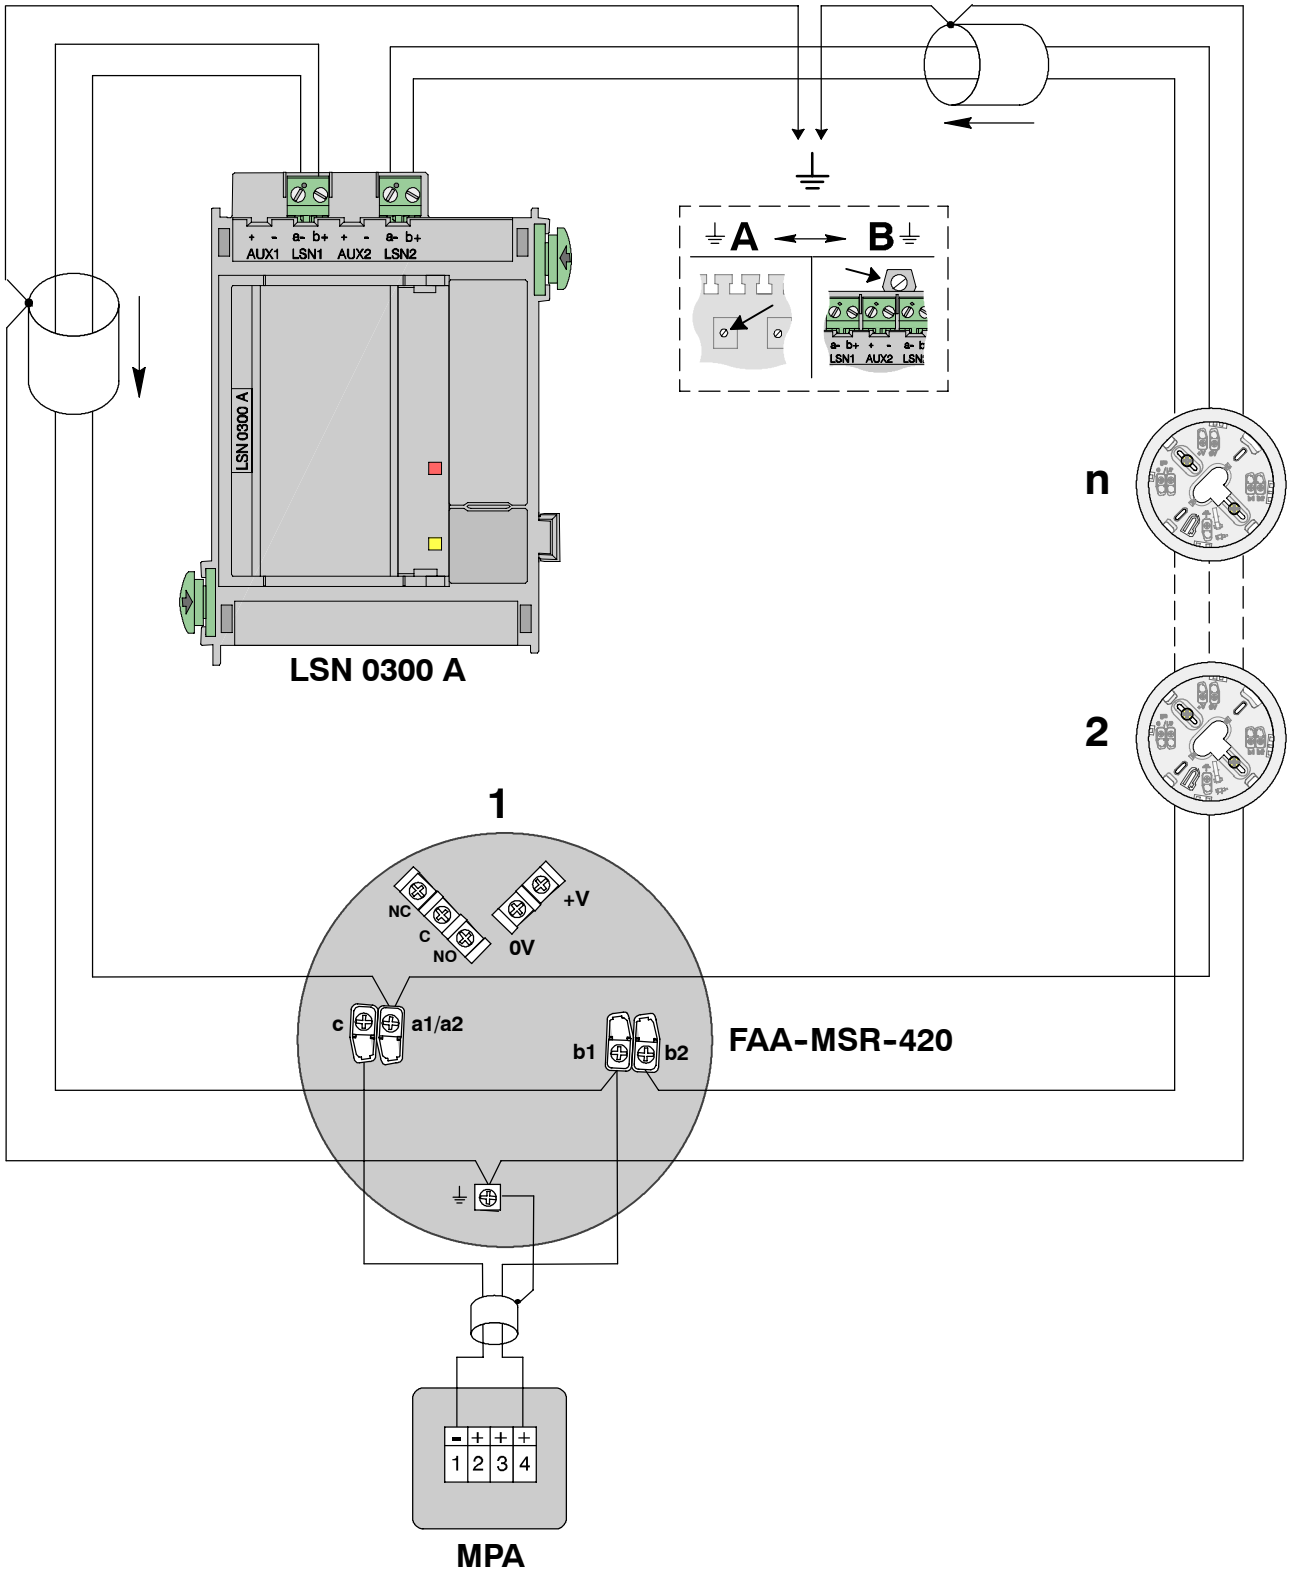 + - a- b+ + - a- b+
AUX1 LSN1 AUX2 LSN2
A B
a- b+ + - a- b
LSN1 AUX2 LSN
LSN 0300 A
LSN 0300 A
n
2
1
NC
C
NO
+V
0V
c
a1/a2
b1
b2
FAA-MSR-420
- + + +
1 2 3 4
MPA